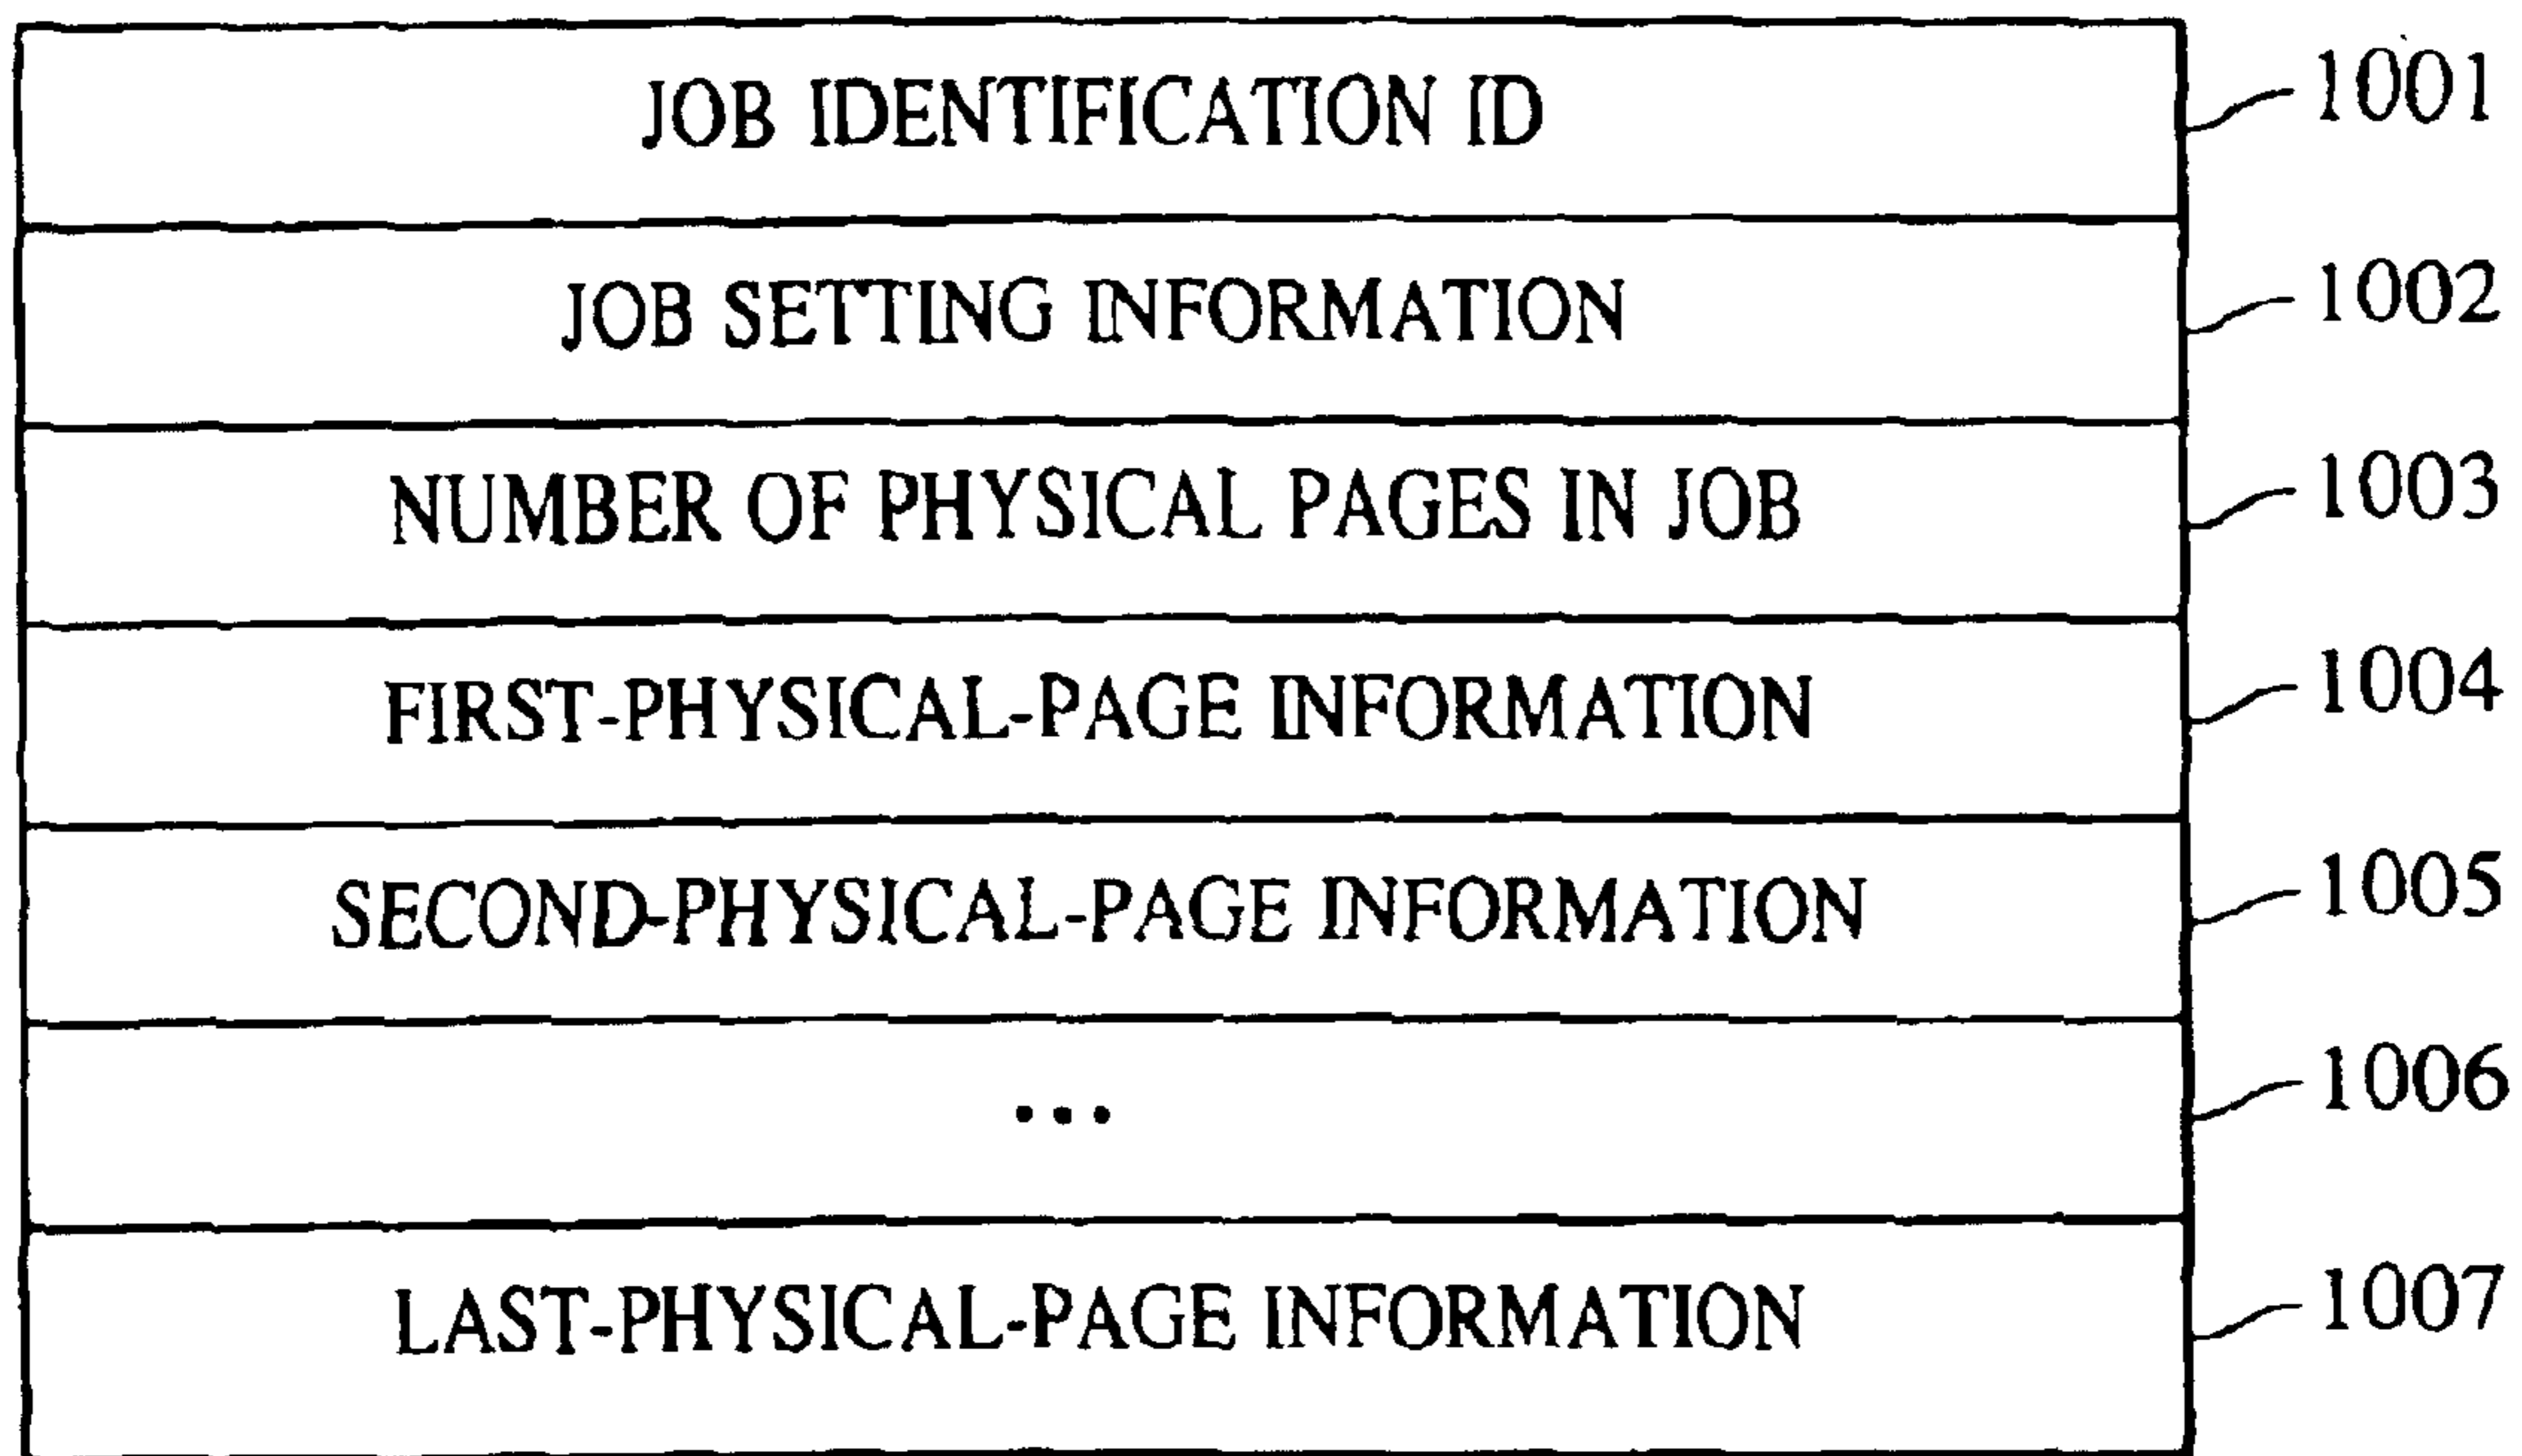 JOB IDENTIFICATION ID 1001
JOB SETTING INFORMATION 1002
NUMBER OF PHYSICAL PAGES IN JOB 1003
FIRST-PHYSICAL-PAGE INFORMATION 1004
SECOND-PHYSICAL-PAGE INFORMATION 1005
... 1006
LAST-PHYSICAL-PAGE INFORMATION 1007